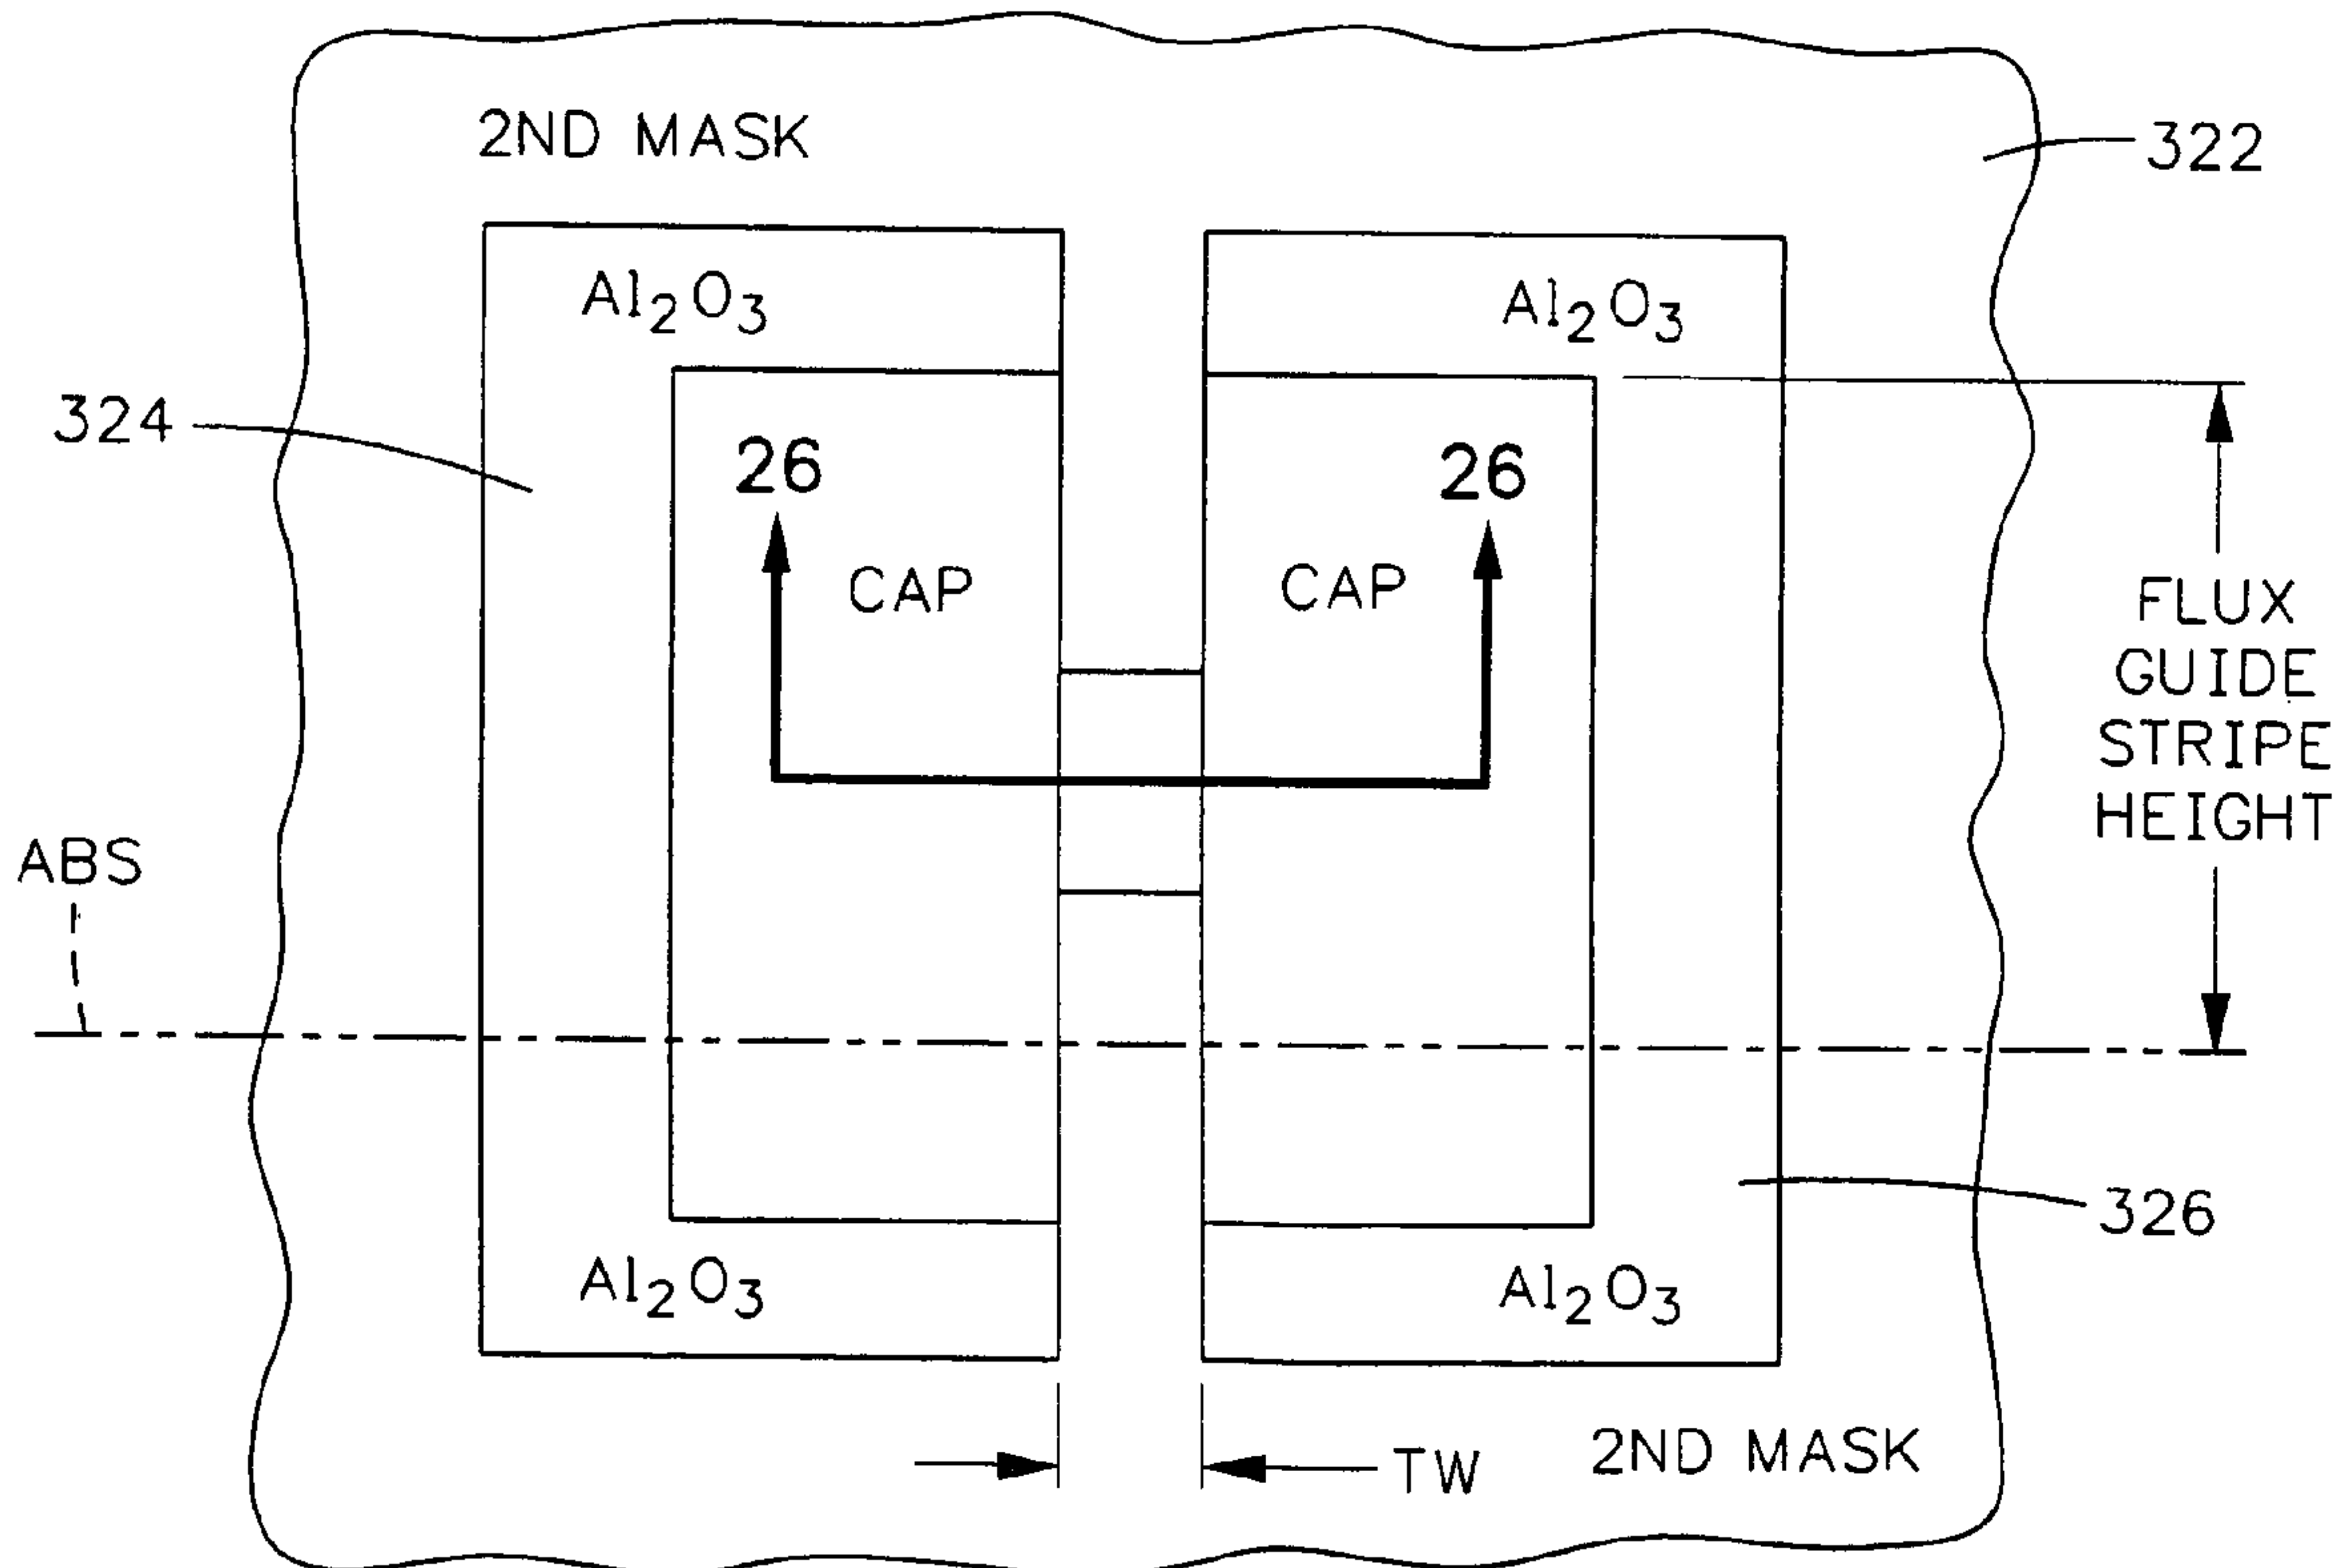 2ND MASK
322
Al₂O₃
Al₂O₃
324
26
26
CAP
CAP
FLUX
GUIDE
STRIPE
HEIGHT
ABS
326
Al₂O₃
Al₂O₃
2ND MASK
TW